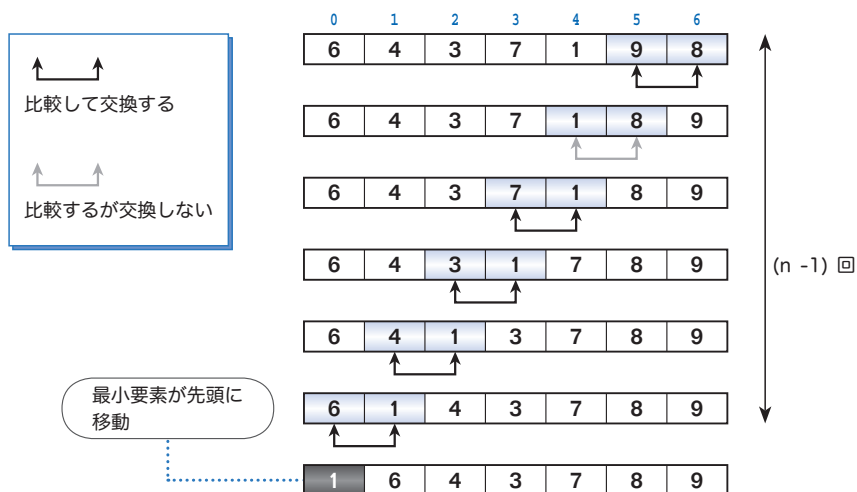 0 1 2 3 4 5 6
6 4 3 7 1 9 8
比較して交換する
6 4 3 7 1 8 9
比較するが交換しない
6 4 3 7 1 8 9
6 4 3 1 7 8 9
(n -1) 回
6 4 1 3 7 8 9
最小要素が先頭に
移動
6 1 4 3 7 8 9
1 6 4 3 7 8 9